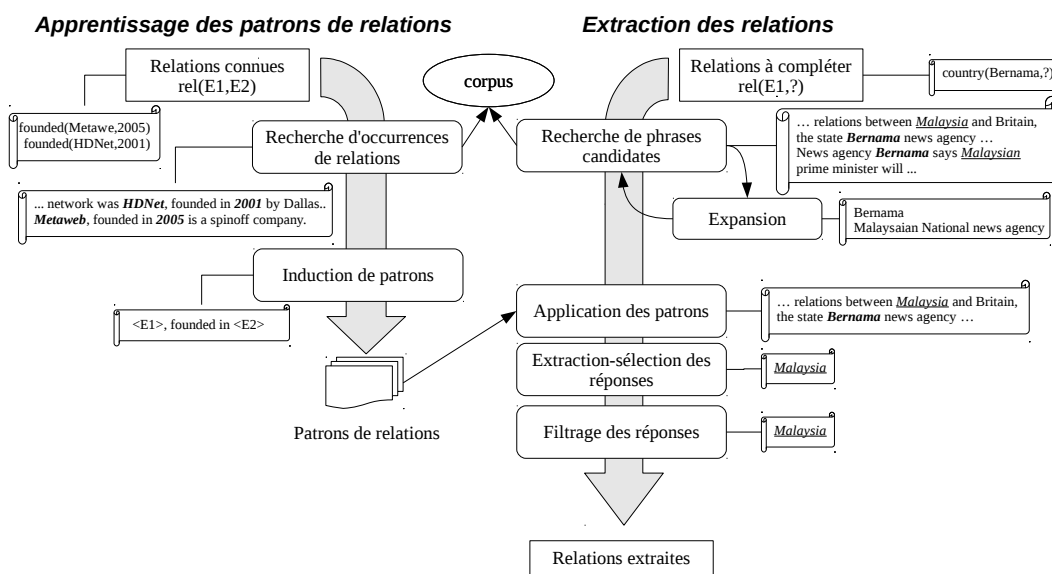 Apprentissage des patrons de relations
Extraction des relations
Relations connues
rel(E1,E2)
corpus
Relations à compléter
rel(E1,?)
country(Bernama,?)
founded(Metawe,2005)
founded(HDNet,2001)
Recherche d'occurrences
de relations
Recherche de phrases
candidates
… relations between Malaysia and Britain,
the state Bernama news agency …
News agency Bernama says Malaysian
prime minister will ...
... network was HDNet, founded in 2001 by Dallas..
Metaweb, founded in 2005 is a spinoff company.
Expansion
Bernama
Malaysaian National news agency
Induction de patrons
<E1>, founded in <E2>
Application des patrons
… relations between Malaysia and Britain,
the state Bernama news agency …
Extraction-sélection des
réponses
Malaysia
Patrons de relations
Filtrage des réponses
Malaysia
Relations extraites